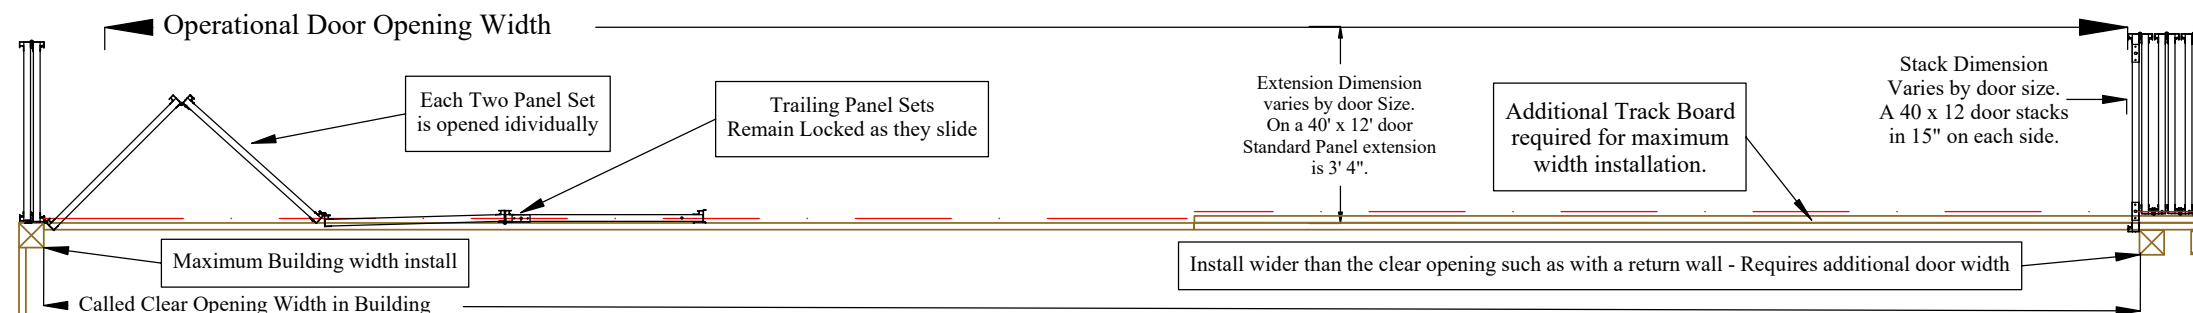 Operational Door Opening Width
Each Two Panel Set
is opened idividually
Trailing Panel Sets
Remain Locked as they slide
Extension Dimension
varies by door Size.
On a 40' x 12' door
Standard Panel extension
is 3' 4".
Additional Track Board
required for maximum
width installation.
Stack Dimension
Varies by door size.
A 40 x 12 door stacks
in 15" on each side.
Maximum Building width install
Install wider than the clear opening such as with a return wall - Requires additional door width
Called Clear Opening Width in Building